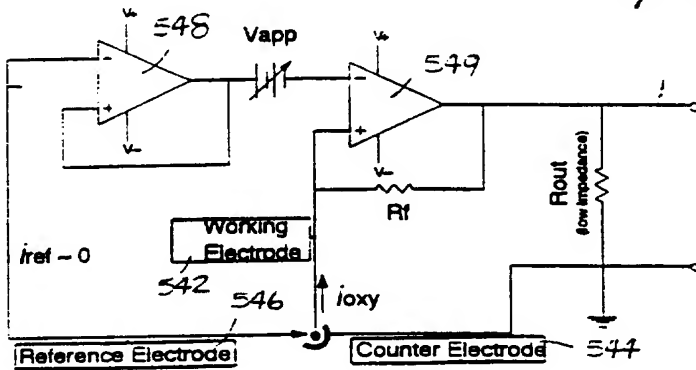 548
V+
Vapp
V+
549
-
+
V-
-
+
V-
Rf
Rout
(low impedance)
Working
Electrode
542
iref ~ 0
546
ioxy
Reference Electrode
Counter Electrode
544